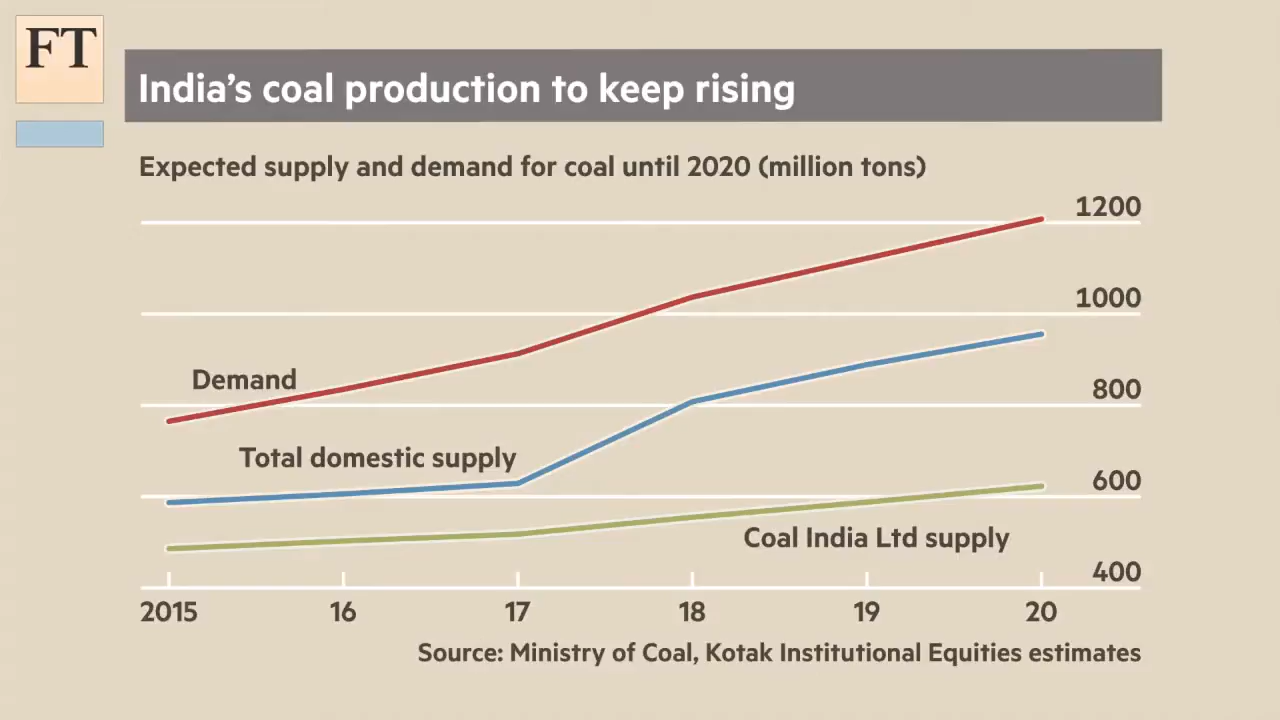 FT
India's coal production to keep rising
Expected supply and demand for coal until 2020 (million tons)
1200
1000
Demand
800
Total domestic supply
600
Coal India Ltd supply
400
2015 16 17 18 19 20
Source: Ministry of Coal, Kotak Institutional Equities estimates